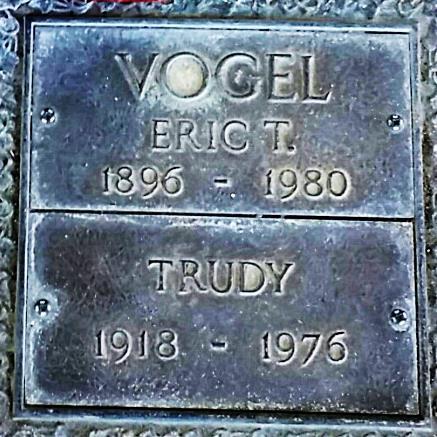 VOGEL
ERIC T.
1896 - 1980
TRUDY
1918 - 1976